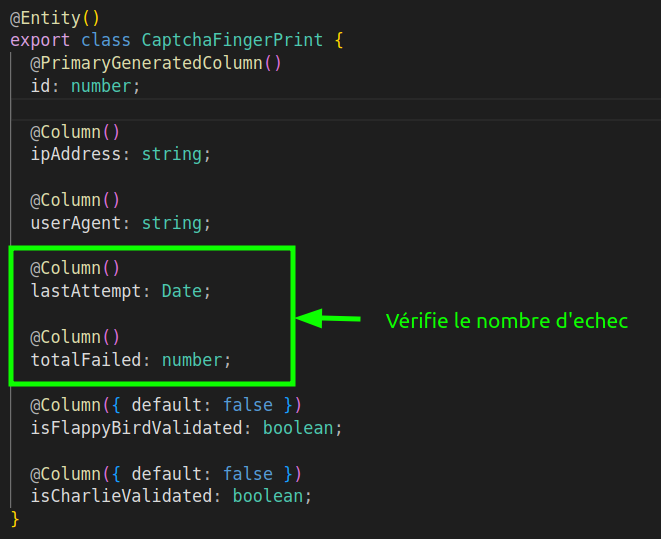 @Entity()
export class CaptchaFingerPrint {
@PrimaryGeneratedColumn()
id: number;
@Column()
ipAddress: string;
@Column()
userAgent: string;
@Column()
lastAttempt: Date;
@Column()
totalFailed: number;
Vérifie le nombre d'echec
@Column({ default: false })
isFlappyBirdValidated: boolean;
@Column({ default: false })
isCharlieValidated: boolean;
}